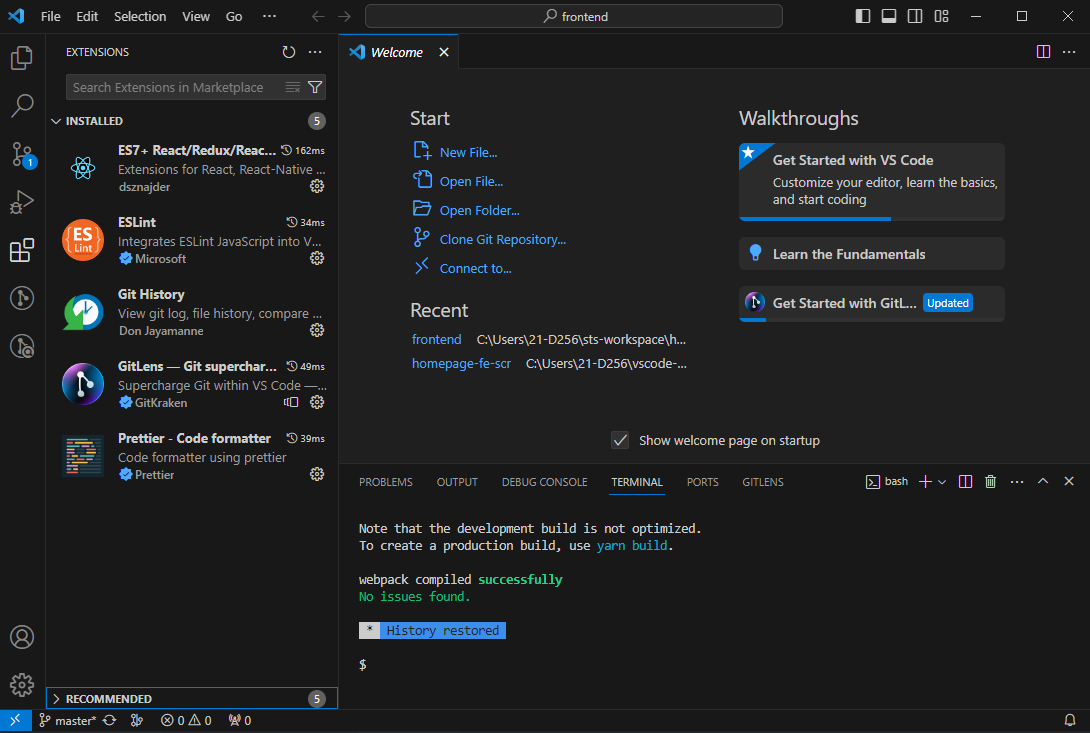 File Edit Selection View Go ···
frontend
EXTENSIONS
Search Extensions in Marketplace
INSTALLED 5
ES7+ React/Redux/Reac... 162ms
Extensions for React, React-Native ...
dsznajder
ES
Lint
ESLint 34ms
Integrates ESLint JavaScript into V...
Microsoft
Git History
View git log, file history, compare ...
Don Jayamanne
GitLens — Git superchar... 49ms
Supercharge Git within VS Code —...
GitKraken
Prettier - Code formatter 39ms
Code formatter using prettier
Prettier
RECOMMENDED 5
1
Welcome
Start
New File...
Open File...
Open Folder...
Clone Git Repository...
Connect to...
Recent
frontend C:\Users\21-D256\sts-workspace\h...
homepage-fe-scr C:\Users\21-D256\vscode-...
Walkthroughs
Get Started with VS Code
Customize your editor, learn the basics,
and start coding
Learn the Fundamentals
Get Started with GitL... Updated
Show welcome page on startup
PROBLEMS OUTPUT DEBUG CONSOLE TERMINAL PORTS GITLENS bash
Note that the development build is not optimized.
To create a production build, use yarn build.
webpack compiled successfully
No issues found.
* History restored
$
master* 0 0 0